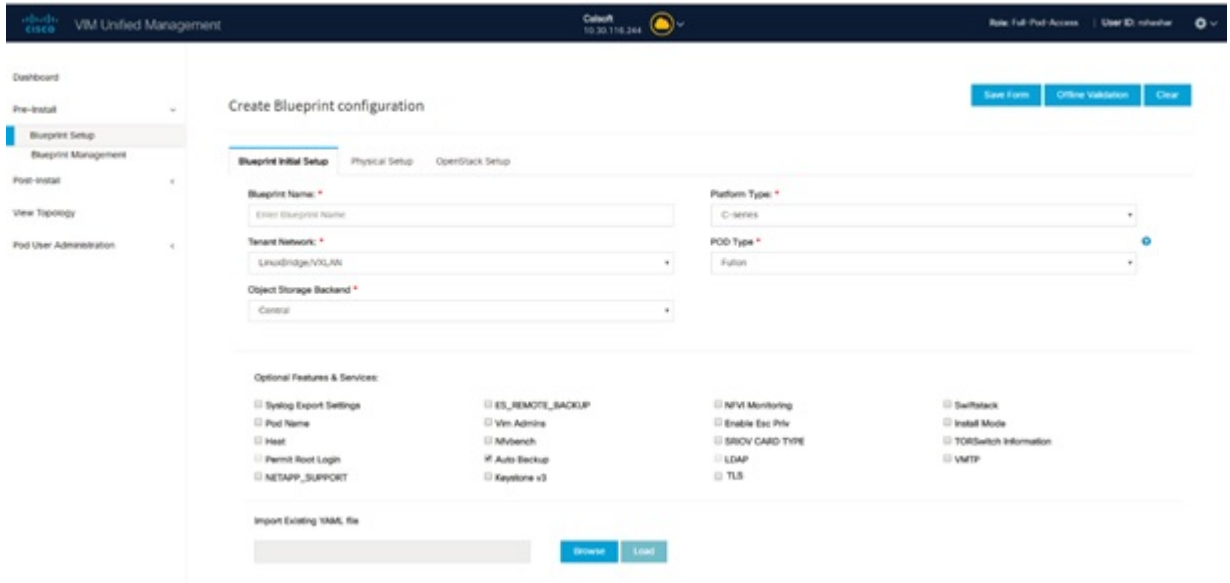 CISCO VIM Unified Management
Calsoft
10.30.116.244
Role: Full-Pod-Access | User ID: rohashar
Dashboard
Pre-Install
Blueprint Setup
Blueprint Management
Post-Install
View Topology
Pod User Administration
Create Blueprint configuration
Save Form
Offline Validation
Clear
Blueprint Initial Setup
Physical Setup
OpenStack Setup
Blueprint Name: *
Enter Blueprint Name
Platform Type: *
C-series
Tenant Network: *
LinuxBridge/VXLAN
POD Type *
Fullon
Object Storage Backend *
Central
Optional Features & Services:
Syslog Export Settings
ES_REMOTE_BACKUP
NFVI Monitoring
Swiftstack
Pod Name
Vim Admins
Enable Esc Priv
Install Mode
Heat
Nfvbench
SRIOV CARD TYPE
TORSwitch Information
Permit Root Login
Auto Backup
LDAP
VMTP
NETAPP_SUPPORT
Keystone v3
TLS
Import Existing YAML file
Browse
Load